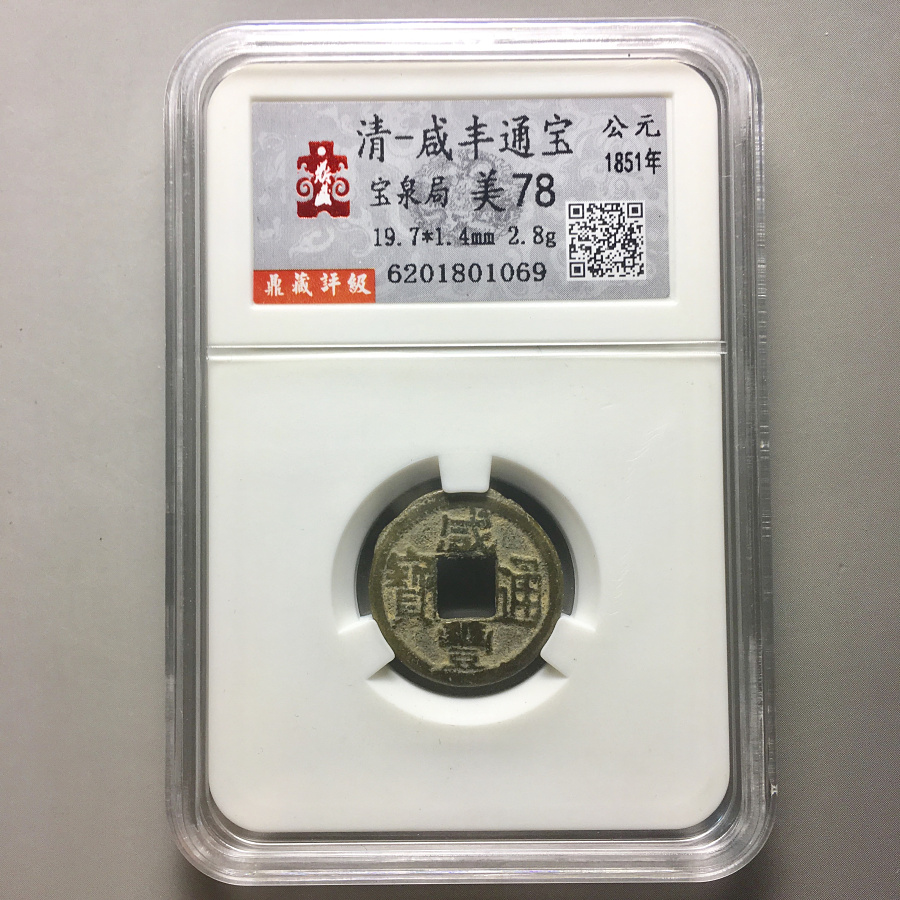 清-咸丰通宝
公元
1851年
宝泉局 美78
19.7*1.4mm 2.8g
6201801069
鼎藏評級
咸豐通寶